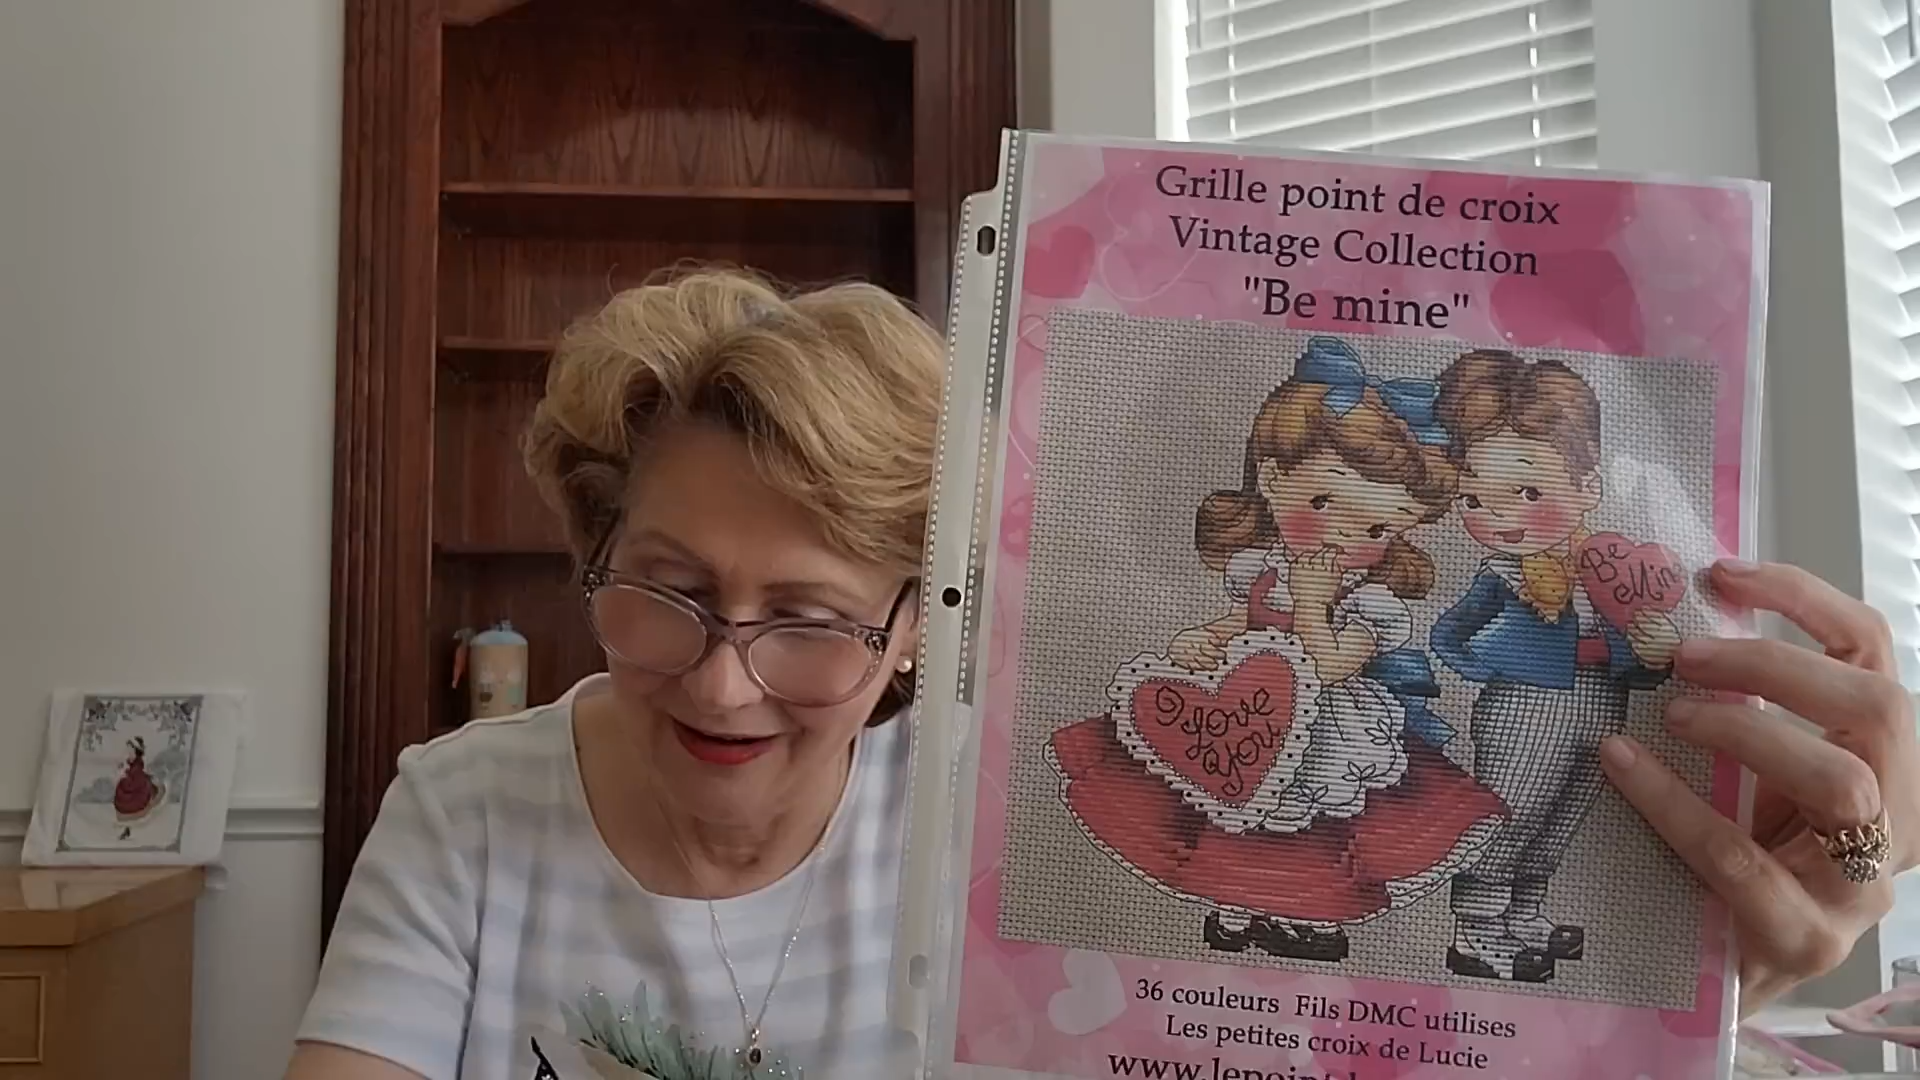 Grille point de croix
Vintage Collection
"Be mine"
Be
Mine
I Love
You
36 couleurs Fils DMC utilises
Les petites croix de Lucie